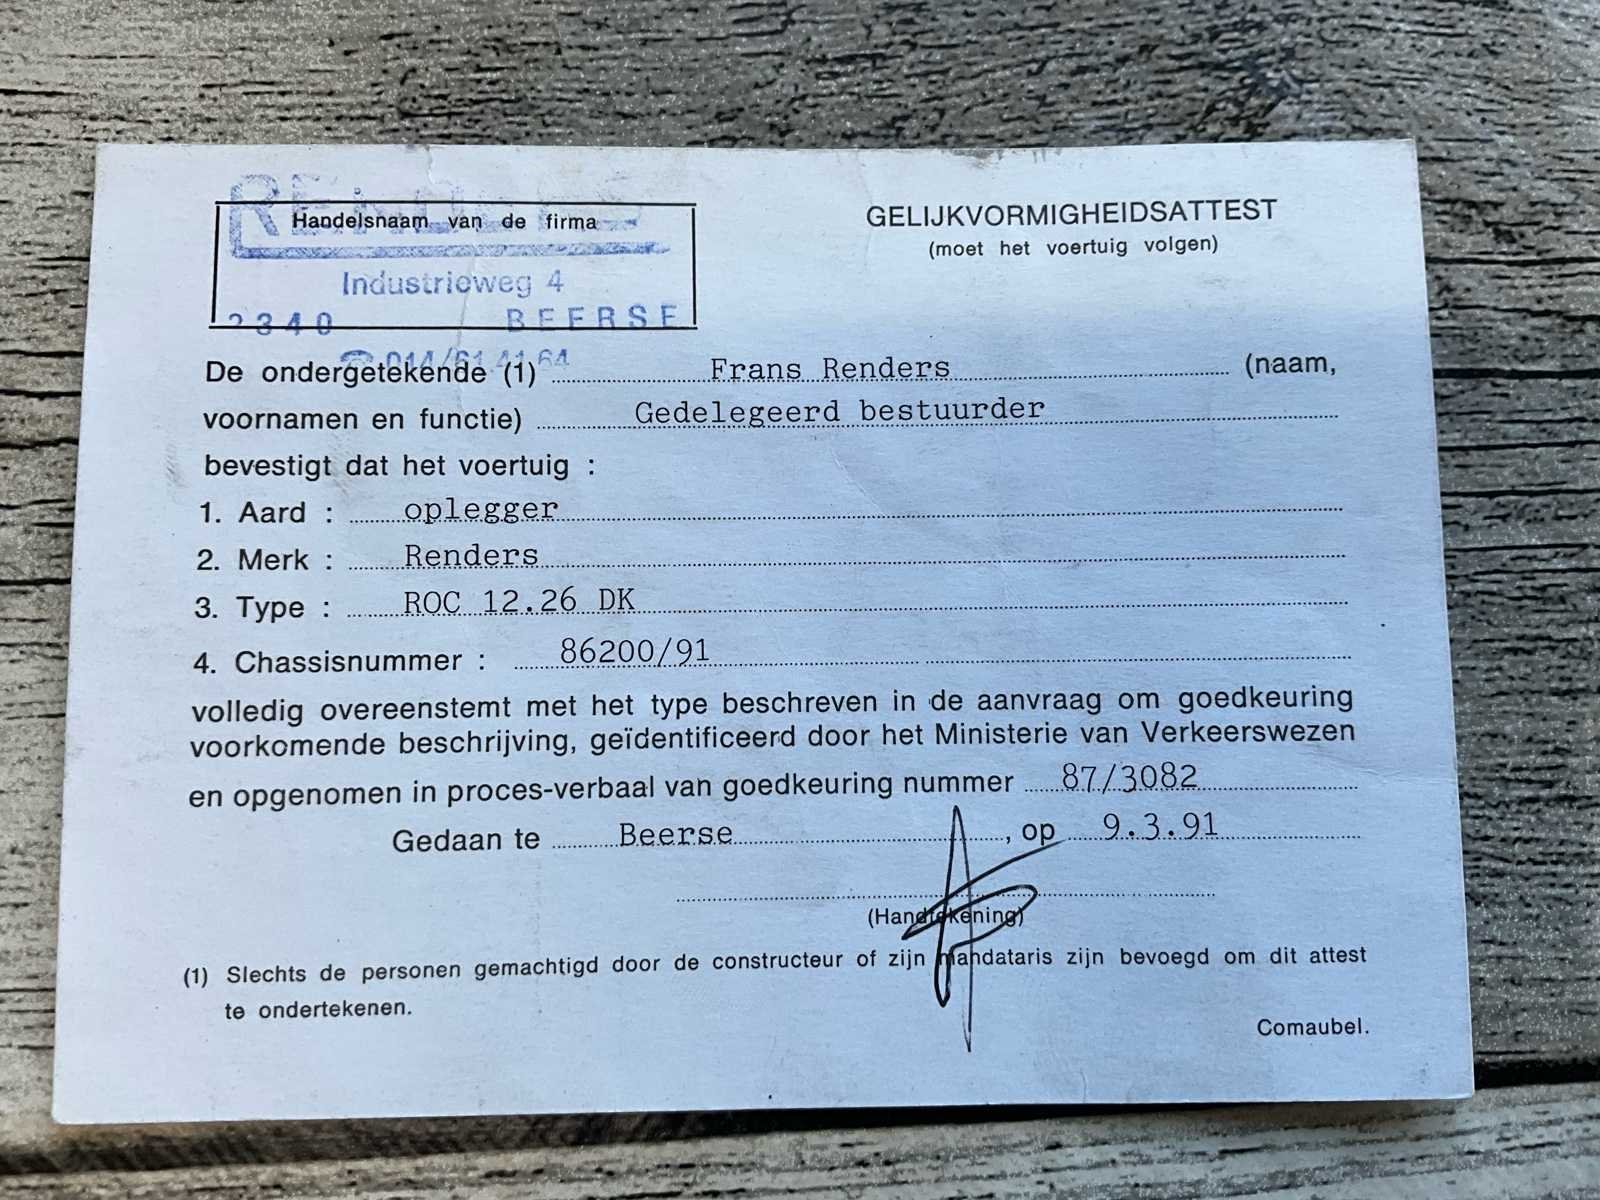 RENDERS
Handelsnaam van de firma
Industrieweg 4
2340 BEERSE
☎ 014/61.41.64
GELIJKVORMIGHEIDSATTEST
(moet het voertuig volgen)
De ondergetekende (1) Frans Renders (naam,
voornamen en functie) Gedelegeerd bestuurder
bevestigt dat het voertuig :
1. Aard : oplegger
2. Merk : Renders
3. Type : ROC 12.26 DK
4. Chassisnummer : 86200/91
volledig overeenstemt met het type beschreven in de aanvraag om goedkeuring
voorkomende beschrijving, geïdentificeerd door het Ministerie van Verkeerswezen
en opgenomen in proces-verbaal van goedkeuring nummer 87/3082
Gedaan te Beerse, op 9.3.91
(Handtekening)
(1) Slechts de personen gemachtigd door de constructeur of zijn mandataris zijn bevoegd om dit attest
te ondertekenen.
Comaubel.